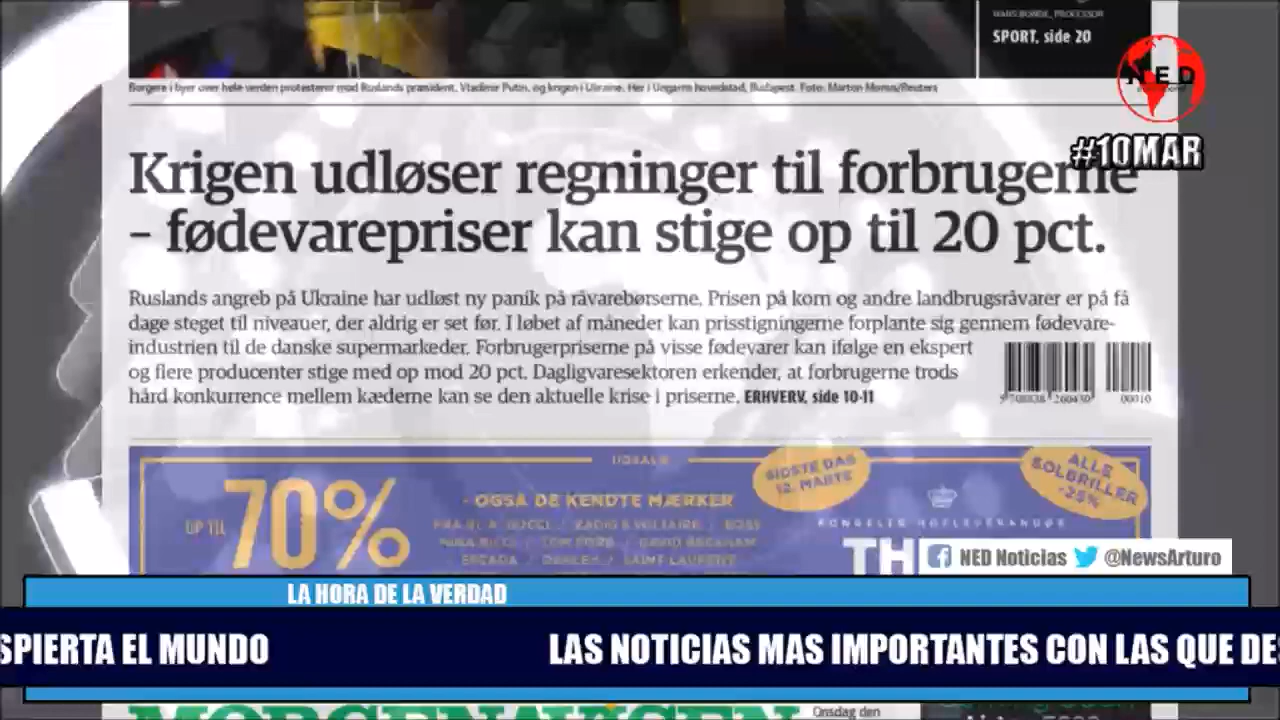 HANS BONDE, PROFESSOR
SPORT, side 20
NED
#10MAR
Borgere i byer over hele verden protesterer mod Ruslands præsident, Vladimir Putin, og krigen i Ukraine. Her i Ungarns hovedstad, Budapest. Foto: Marton Monus/Reuters
Krigen udløser regninger til forbrugerne
– fødevarepriser kan stige op til 20 pct.
Ruslands angreb på Ukraine har udløst ny panik på råvarebørserne. Prisen på korn og andre landbrugsråvarer er på få
dage steget til niveauer, der aldrig er set før. I løbet af måneder kan prisstigningerne forplante sig gennem fødevare-
industrien til de danske supermarkeder. Forbrugerpriserne på visse fødevarer kan ifølge en ekspert
og flere producenter stige med op mod 20 pct. Dagligvaresektoren erkender, at forbrugerne trods
hård konkurrence mellem kæderne kan se den aktuelle krise i priserne. ERHVERV, side 10-11
00010
UDSALG
SIDSTE DAG
12. MARTS
ALLE
SOLBRILLER
-25%
OP TIL
70%
- OGSÅ DE KENDTE MÆRKER
KONGELIG HOFLEVERANDØR
TH
NED Noticias @NewsArturo
LA HORA DE LA VERDAD
SPIERTA EL MUNDO
LAS NOTICIAS MAS IMPORTANTES CON LAS QUE DES
MORGENAVISEN
Onsdag den